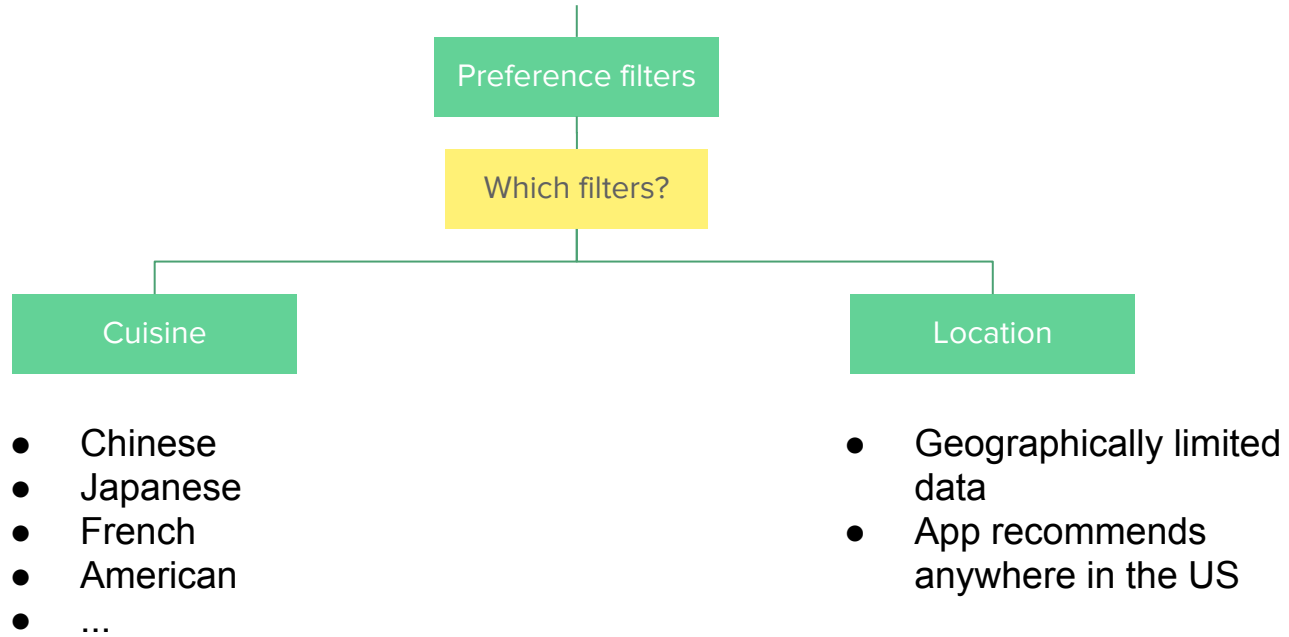 Preference filters
Which filters?
Cuisine
Location
● Chinese
● Japanese
● French
● American
● ...
● Geographically limited
data
● App recommends
anywhere in the US